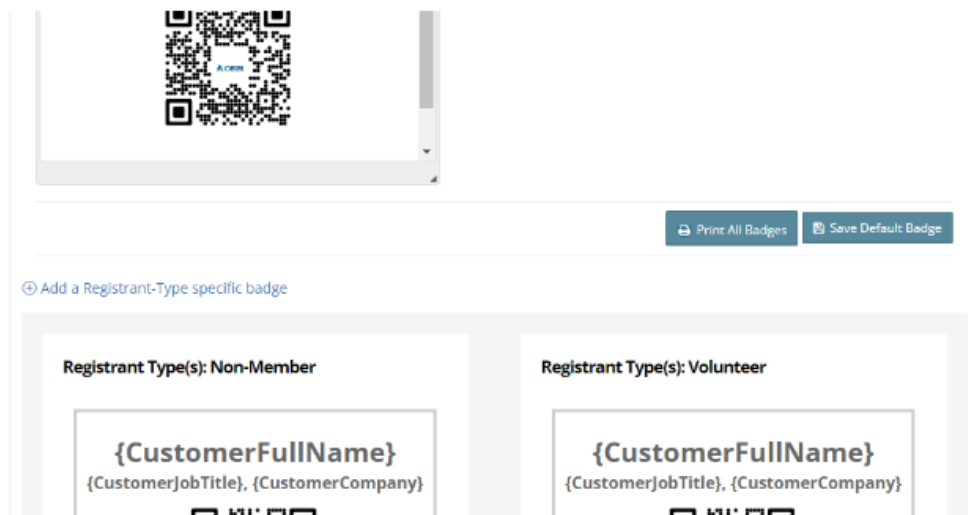 Print All Badges
Save Default Badge
Add a Registrant-Type specific badge
Registrant Type(s): Non-Member
Registrant Type(s): Volunteer
{CustomerFullName}
{CustomerFullName}
{CustomerJobTitle}, {CustomerCompany}
{CustomerJobTitle}, {CustomerCompany}